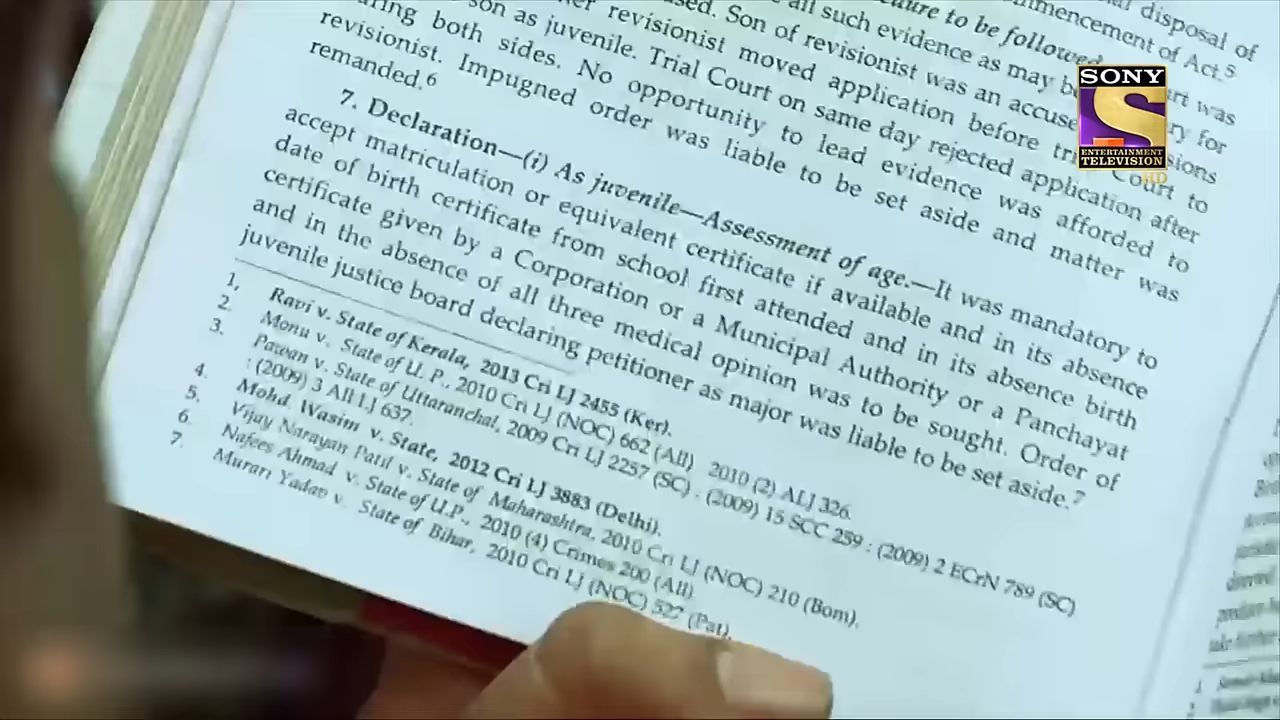 disposal of
commencement of Act.5
to be followed was
all such evidence as may for
Son of revisionist was an
revisionist moved application before Court to
son as juvenile. Trial Court on same day rejected application after
both sides. No opportunity to lead evidence was afforded to
revisionist. Impugned order was liable to be set aside and matter was
remanded.6
7. Declaration—(i) As juvenile—Assessment of age.—It was mandatory to
accept matriculation or equivalent certificate if available and in its absence
date of birth certificate from school first attended and in its absence birth
certificate given by a Corporation or a Municipal Authority or a Panchayat
and in the absence of all three medical opinion was to be sought. Order of
juvenile justice board declaring petitioner as major was liable to be set aside.7
1. Ravi v. State of Kerala, 2013 Cri LJ 2455 (Ker).
2. Monu v. State of U. P., 2010 Cri LJ (NOC) 662 (All) 2010 (2) ALJ 326.
3. Pawan v. State of Uttaranchal, 2009 Cri LJ 2257 (SC) : (2009) 15 SCC 259 : (2009) 2 ECrN 789 (SC)
: (2009) 3 All LJ 637.
4. Mohd. Wasim v. State, 2012 Cri LJ 3883 (Delhi).
5. Vijay Narayan Patil v. State of Maharashtra, 2010 Cri LJ (NOC) 210 (Bom).
6. Nafees Ahmad v. State of U.P., 2010 (4) Crimes 200 (All)
7. Murari Yadav v. State of Bihar, 2010 Cri LJ (NOC) 522 (Pat).
SONY
ENTERTAINMENT
TELEVISION
HD